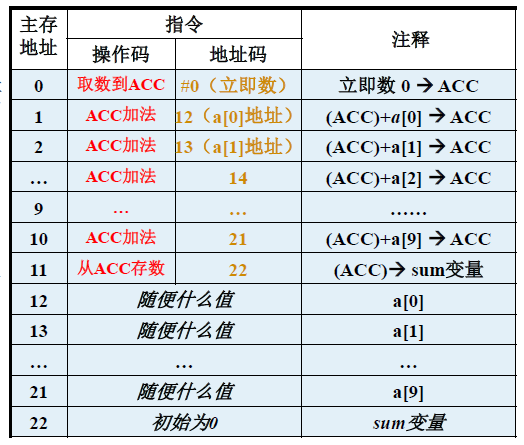 主存地址 指令 注释
操作码 地址码
0 取数到ACC #0（立即数） 立即数 0 → ACC
1 ACC加法 12（a[0]地址） (ACC)+a[0] → ACC
2 ACC加法 13（a[1]地址） (ACC)+a[1] → ACC
… ACC加法 14 (ACC)+a[2] → ACC
9 … … ……
10 ACC加法 21 (ACC)+a[9] → ACC
11 从ACC存数 22 (ACC)→ sum变量
12 随便什么值 a[0]
13 随便什么值 a[1]
… … …
21 随便什么值 a[9]
22 初始为0 sum变量